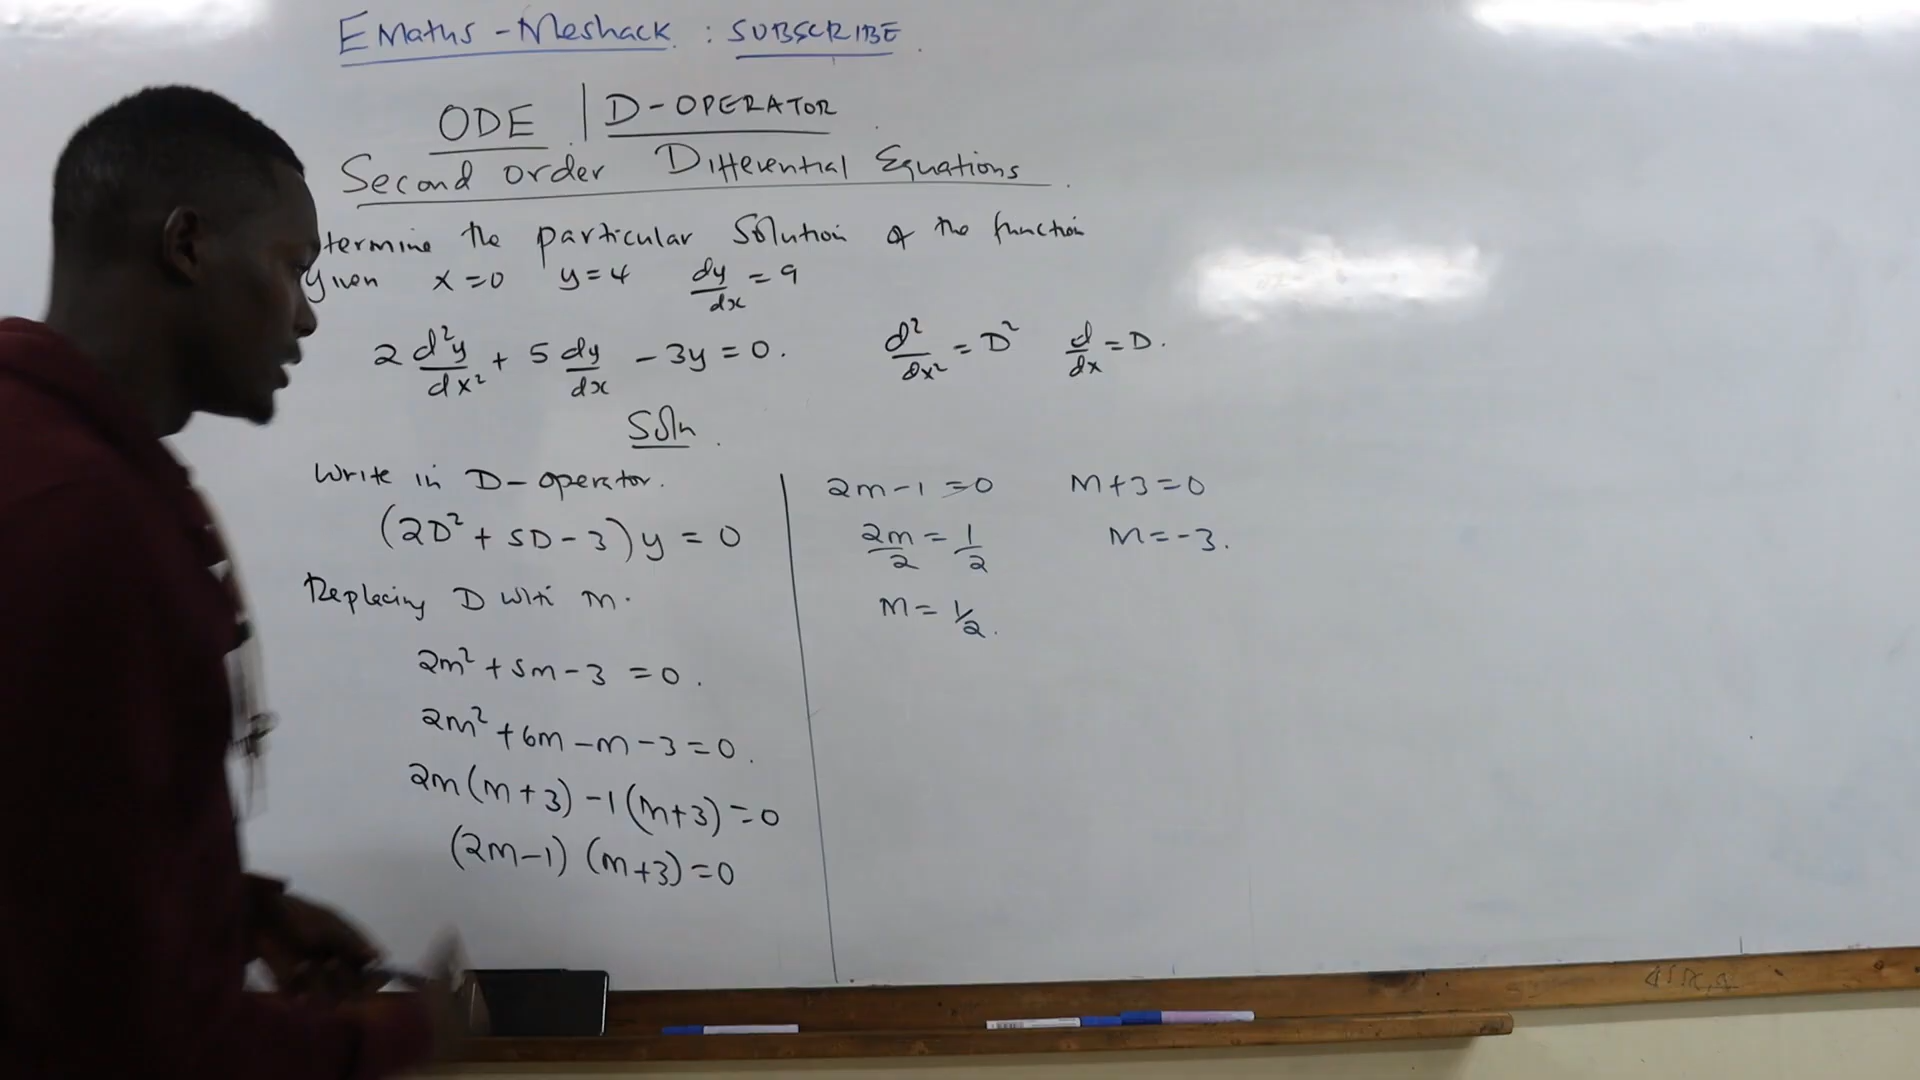 EMaths - Meshack : SUBSCRIBE
ODE | D-OPERATOR
Second order Differential Equations
termine the particular Solution of the function
given x=0 y=4 dy/dx = 9
2 d²y/dx² + 5 dy/dx - 3y = 0. d²/dx² = D² d/dx = D.
Soln
Write in D-operator.
(2D² + 5D - 3) y = 0
Replacing D with m.
2m² + 5m - 3 = 0.
2m² + 6m - m - 3 = 0.
2m(m+3) - 1(m+3) = 0
(2m-1) (m+3) = 0
2m - 1 = 0 m+3 = 0
2m/2 = 1/2 m = -3.
m = 1/2.